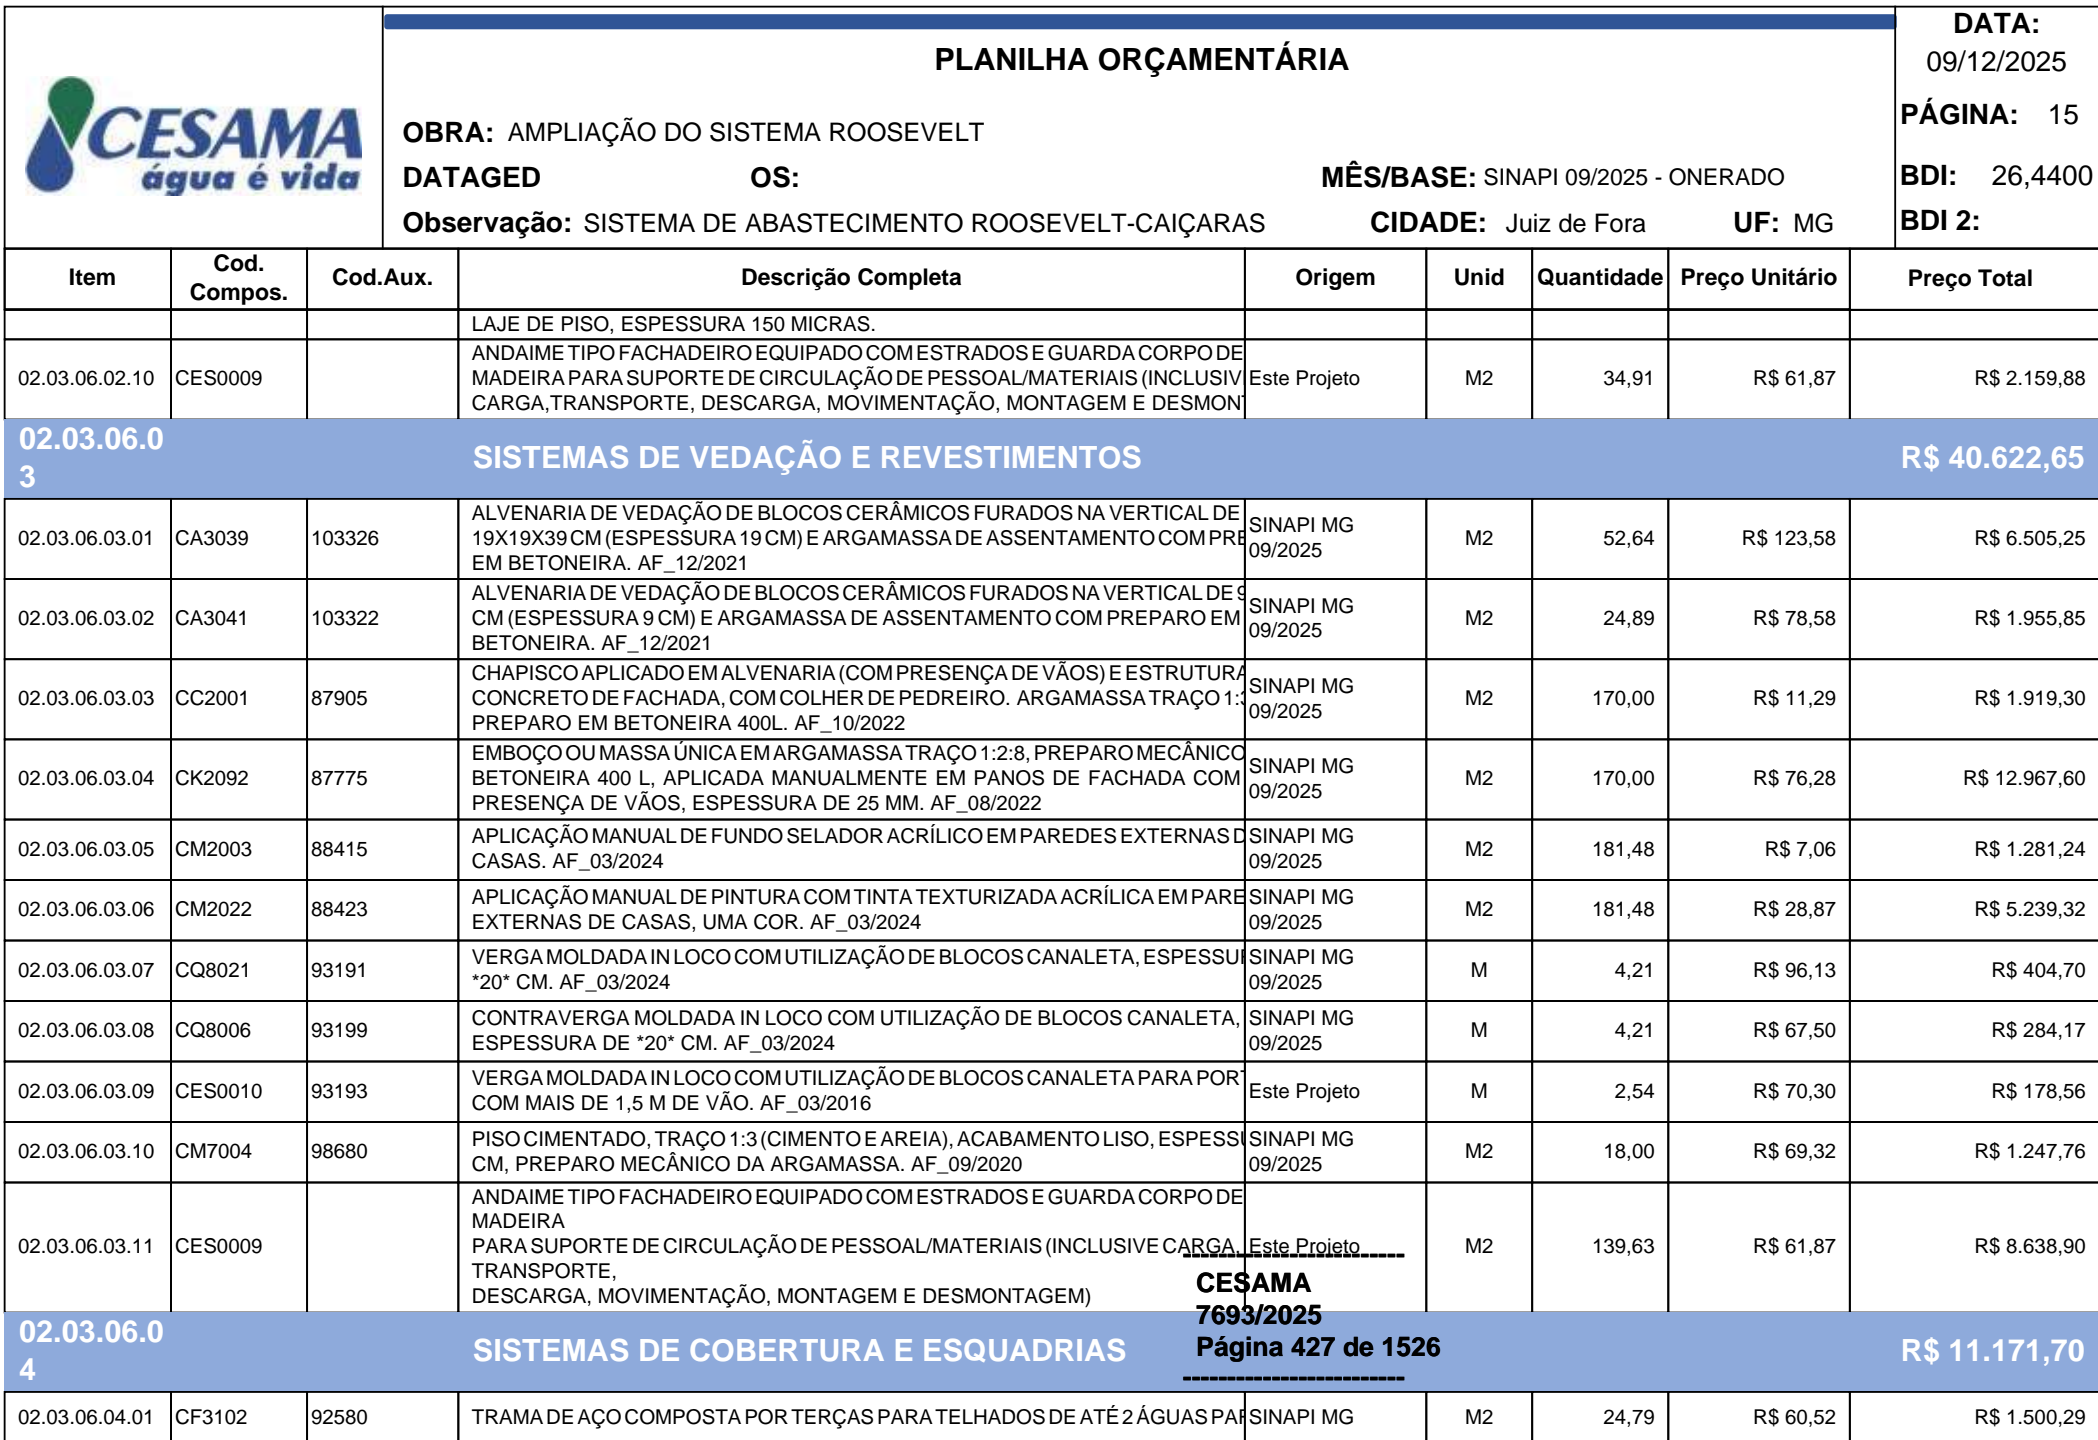 CESAMA
água é vida
PLANILHA ORÇAMENTÁRIA
OBRA: AMPLIAÇÃO DO SISTEMA ROOSEVELT
DATAGED OS: MÊS/BASE: SINAPI 09/2025 - ONERADO
Observação: SISTEMA DE ABASTECIMENTO ROOSEVELT-CAIÇARAS CIDADE: Juiz de Fora UF: MG
DATA:
09/12/2025
PÁGINA: 15
BDI: 26,4400
BDI 2:
Item Cod. Compos. Cod.Aux. Descrição Completa Origem Unid Quantidade Preço Unitário Preço Total
LAJE DE PISO, ESPESSURA 150 MICRAS.
02.03.06.02.10 CES0009 ANDAIME TIPO FACHADEIRO EQUIPADO COM ESTRADOS E GUARDA CORPO DE
MADEIRA PARA SUPORTE DE CIRCULAÇÃO DE PESSOAL/MATERIAIS (INCLUSIV
CARGA,TRANSPORTE, DESCARGA, MOVIMENTAÇÃO, MONTAGEM E DESMONT
Este Projeto M2 34,91 R$ 61,87 R$ 2.159,88
02.03.06.0
3 SISTEMAS DE VEDAÇÃO E REVESTIMENTOS R$ 40.622,65
02.03.06.03.01 CA3039 103326 ALVENARIA DE VEDAÇÃO DE BLOCOS CERÂMICOS FURADOS NA VERTICAL DE
19X19X39 CM (ESPESSURA 19 CM) E ARGAMASSA DE ASSENTAMENTO COM PRE
EM BETONEIRA. AF_12/2021
SINAPI MG
09/2025 M2 52,64 R$ 123,58 R$ 6.505,25
02.03.06.03.02 CA3041 103322 ALVENARIA DE VEDAÇÃO DE BLOCOS CERÂMICOS FURADOS NA VERTICAL DE 9
CM (ESPESSURA 9 CM) E ARGAMASSA DE ASSENTAMENTO COM PREPARO EM
BETONEIRA. AF_12/2021
SINAPI MG
09/2025 M2 24,89 R$ 78,58 R$ 1.955,85
02.03.06.03.03 CC2001 87905 CHAPISCO APLICADO EM ALVENARIA (COM PRESENÇA DE VÃOS) E ESTRUTURA
CONCRETO DE FACHADA, COM COLHER DE PEDREIRO. ARGAMASSA TRAÇO 1:3
PREPARO EM BETONEIRA 400L. AF_10/2022
SINAPI MG
09/2025 M2 170,00 R$ 11,29 R$ 1.919,30
02.03.06.03.04 CK2092 87775 EMBOÇO OU MASSA ÚNICA EM ARGAMASSA TRAÇO 1:2:8, PREPARO MECÂNICO
BETONEIRA 400 L, APLICADA MANUALMENTE EM PANOS DE FACHADA COM
PRESENÇA DE VÃOS, ESPESSURA DE 25 MM. AF_08/2022
SINAPI MG
09/2025 M2 170,00 R$ 76,28 R$ 12.967,60
02.03.06.03.05 CM2003 88415 APLICAÇÃO MANUAL DE FUNDO SELADOR ACRÍLICO EM PAREDES EXTERNAS D
CASAS. AF_03/2024
SINAPI MG
09/2025 M2 181,48 R$ 7,06 R$ 1.281,24
02.03.06.03.06 CM2022 88423 APLICAÇÃO MANUAL DE PINTURA COM TINTA TEXTURIZADA ACRÍLICA EM PARE
EXTERNAS DE CASAS, UMA COR. AF_03/2024
SINAPI MG
09/2025 M2 181,48 R$ 28,87 R$ 5.239,32
02.03.06.03.07 CQ8021 93191 VERGA MOLDADA IN LOCO COM UTILIZAÇÃO DE BLOCOS CANALETA, ESPESSUR
*20* CM. AF_03/2024
SINAPI MG
09/2025 M 4,21 R$ 96,13 R$ 404,70
02.03.06.03.08 CQ8006 93199 CONTRAVERGA MOLDADA IN LOCO COM UTILIZAÇÃO DE BLOCOS CANALETA,
ESPESSURA DE *20* CM. AF_03/2024
SINAPI MG
09/2025 M 4,21 R$ 67,50 R$ 284,17
02.03.06.03.09 CES0010 93193 VERGA MOLDADA IN LOCO COM UTILIZAÇÃO DE BLOCOS CANALETA PARA PORT
COM MAIS DE 1,5 M DE VÃO. AF_03/2016
Este Projeto M 2,54 R$ 70,30 R$ 178,56
02.03.06.03.10 CM7004 98680 PISO CIMENTADO, TRAÇO 1:3 (CIMENTO E AREIA), ACABAMENTO LISO, ESPESSU
CM, PREPARO MECÂNICO DA ARGAMASSA. AF_09/2020
SINAPI MG
09/2025 M2 18,00 R$ 69,32 R$ 1.247,76
02.03.06.03.11 CES0009 ANDAIME TIPO FACHADEIRO EQUIPADO COM ESTRADOS E GUARDA CORPO DE
MADEIRA
PARA SUPORTE DE CIRCULAÇÃO DE PESSOAL/MATERIAIS (INCLUSIVE CARGA,
TRANSPORTE,
DESCARGA, MOVIMENTAÇÃO, MONTAGEM E DESMONTAGEM)
Este Projeto M2 139,63 R$ 61,87 R$ 8.638,90
-------------------------
CESAMA
7693/2025
Página 427 de 1526
-------------------------
02.03.06.0
4 SISTEMAS DE COBERTURA E ESQUADRIAS R$ 11.171,70
02.03.06.04.01 CF3102 92580 TRAMA DE AÇO COMPOSTA POR TERÇAS PARA TELHADOS DE ATÉ 2 ÁGUAS PAR SINAPI MG M2 24,79 R$ 60,52 R$ 1.500,29